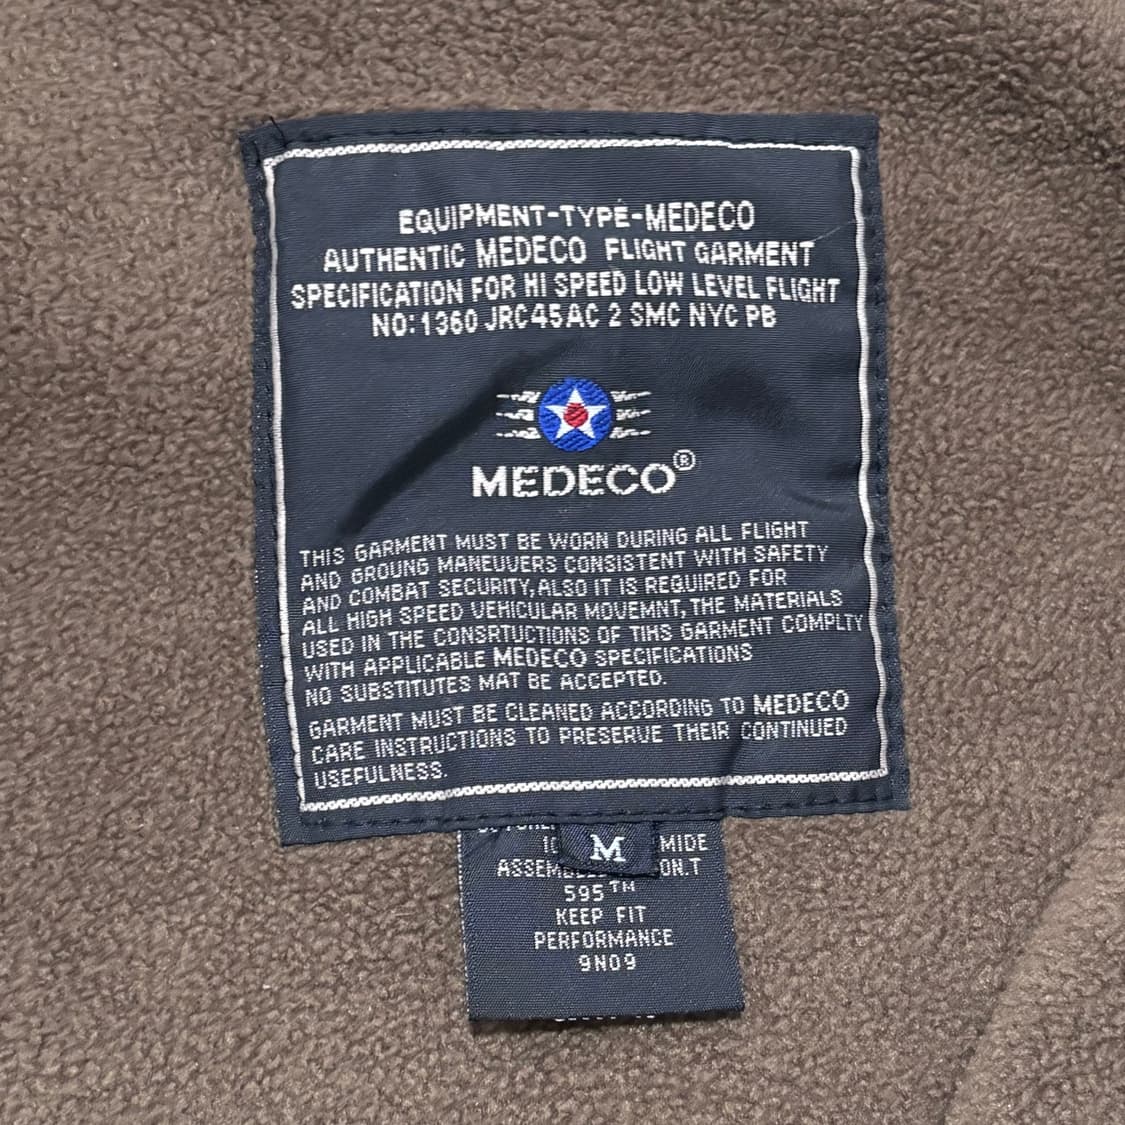 EQUIPMENT-TYPE-MEDECO
AUTHENTIC MEDECO FLIGHT GARMENT
SPECIFICATION FOR HI SPEED LOW LEVEL FLIGHT
NO:1360 JRC45AC 2 SMC NYC PB
MEDECO®
THIS GARMENT MUST BE WORN DURING ALL FLIGHT
AND GROUNG MANEUVERS CONSISTENT WITH SAFETY
AND COMBAT SECURITY,ALSO IT IS REQUIRED FOR
ALL HIGH SPEED VEHICULAR MOVEMNT,THE MATERIALS
USED IN THE CONSRTUCTIONS OF TIHS GARMENT COMPLTY
WITH APPLICABLE MEDECO SPECIFICATIONS
NO SUBSTITUTES MAT BE ACCEPTED.
GARMENT MUST BE CLEANED ACCORDING TO MEDECO
CARE INSTRUCTIONS TO PRESERVE THEIR CONTINUED
USEFULNESS.
M
MIDE
ON.T
595™
KEEP FIT
PERFORMANCE
9N09